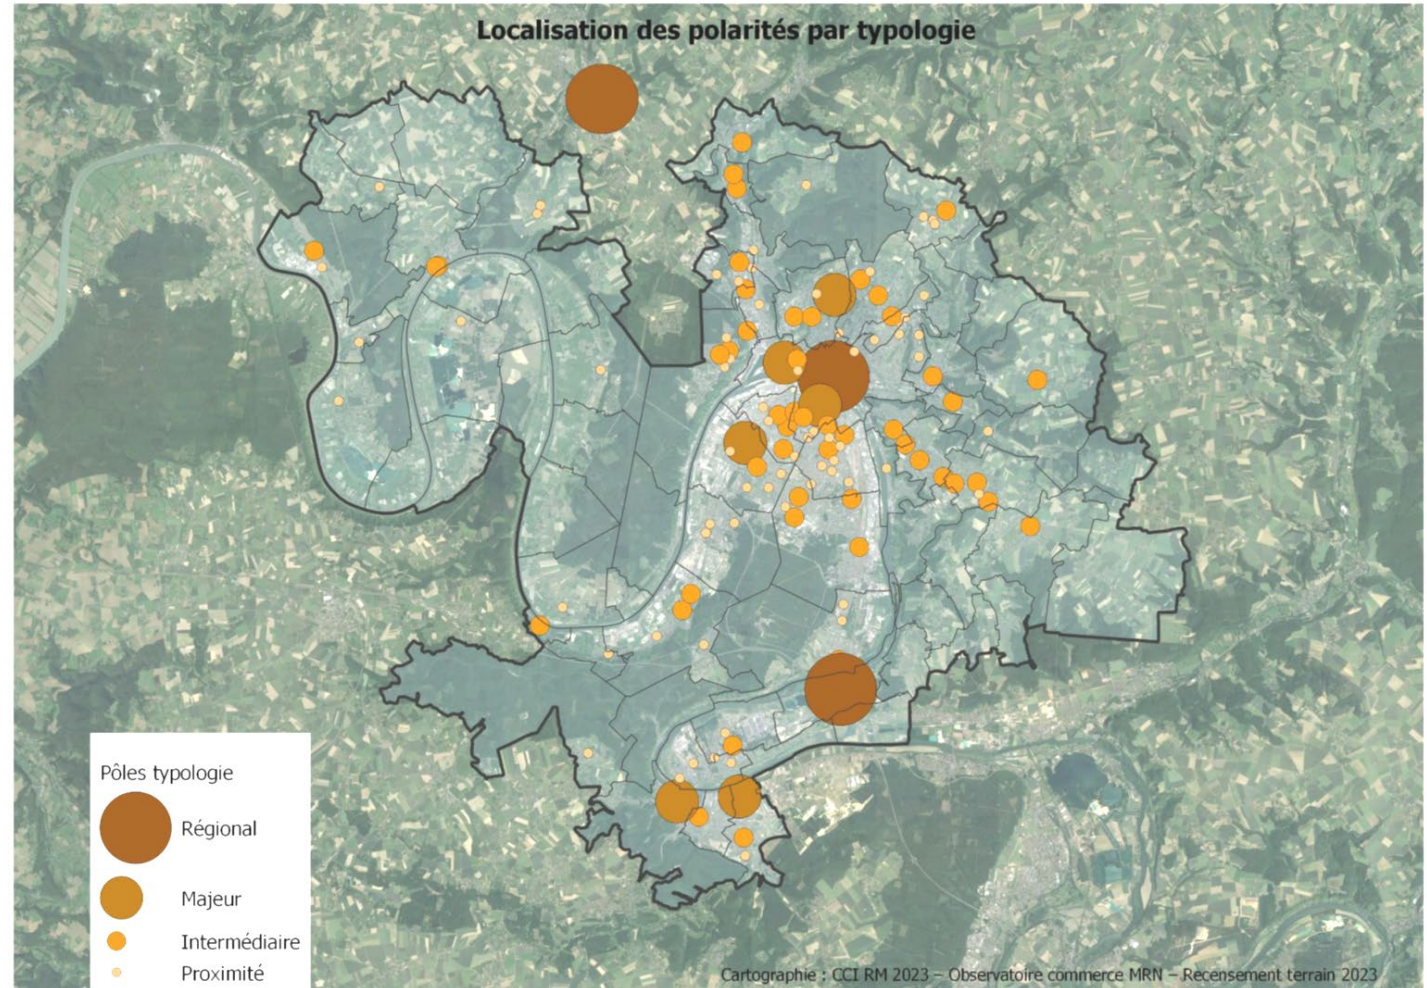 Localisation des polarités par typologie
Pôles typologie
Régional
Majeur
Intermédiaire
Proximité
Cartographie : CCI RM 2023 – Observatoire commerce MRN – Recensement terrain 2023